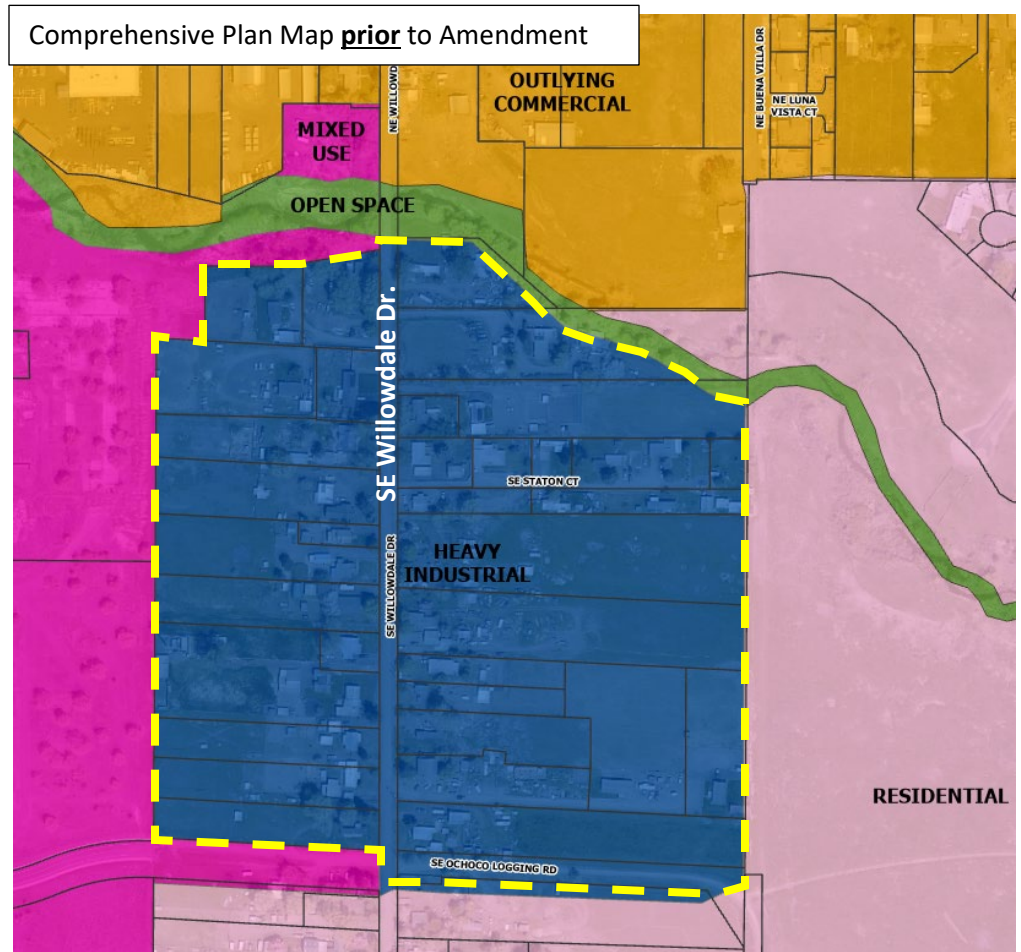 Comprehensive Plan Map prior to Amendment
NE WILLOWD
OUTLYING
COMMERCIAL
NE BUENA VILLA DR
NE LUNA
VISTA CT
MIXED
USE
OPEN SPACE
SE Willowdale Dr.
SE STATON CT
HEAVY
INDUSTRIAL
SE WILLOWDALE DR
RESIDENTIAL
SE OCHOCO LOGGING RD